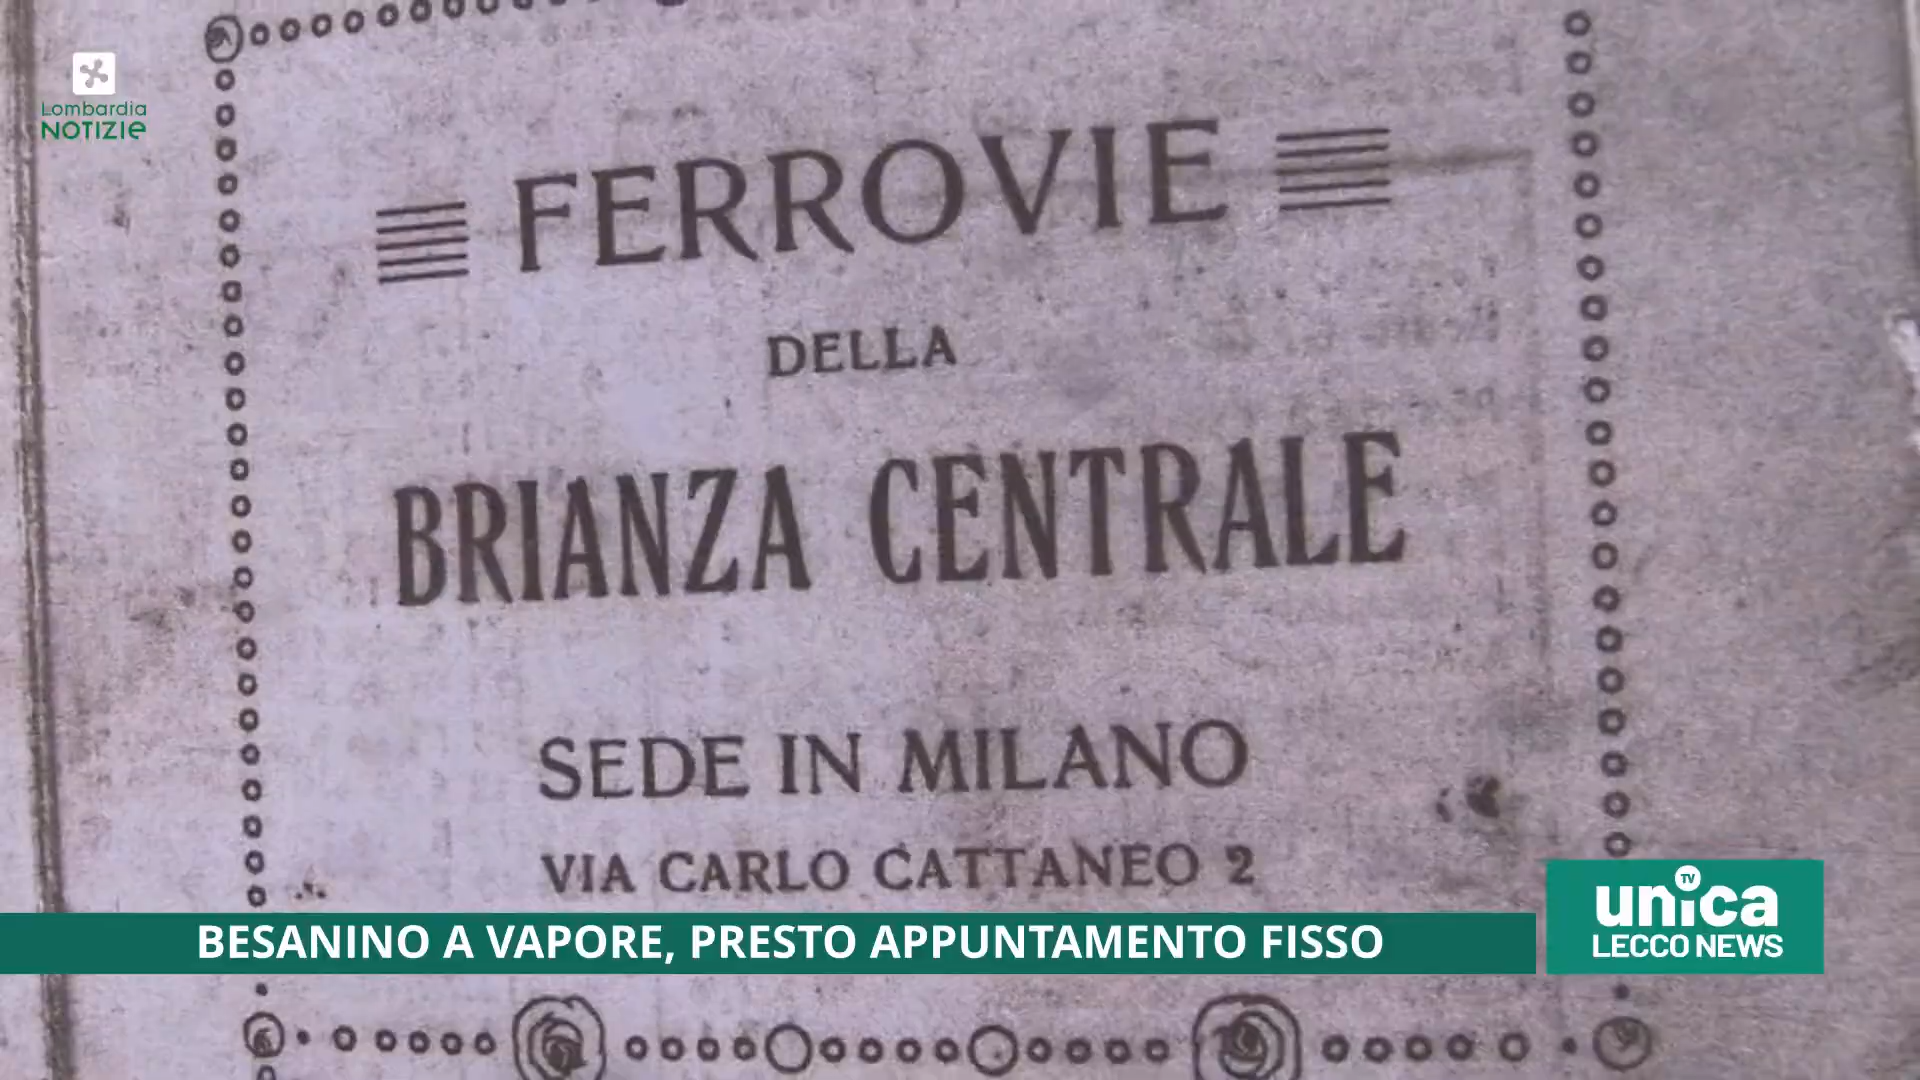 Lombardia
NOTIZIE
FERROVIE
DELLA
BRIANZA CENTRALE
SEDE IN MILANO
VIA CARLO CATTANEO 2
BESANINO A VAPORE, PRESTO APPUNTAMENTO FISSO
unica TV
LECCO NEWS